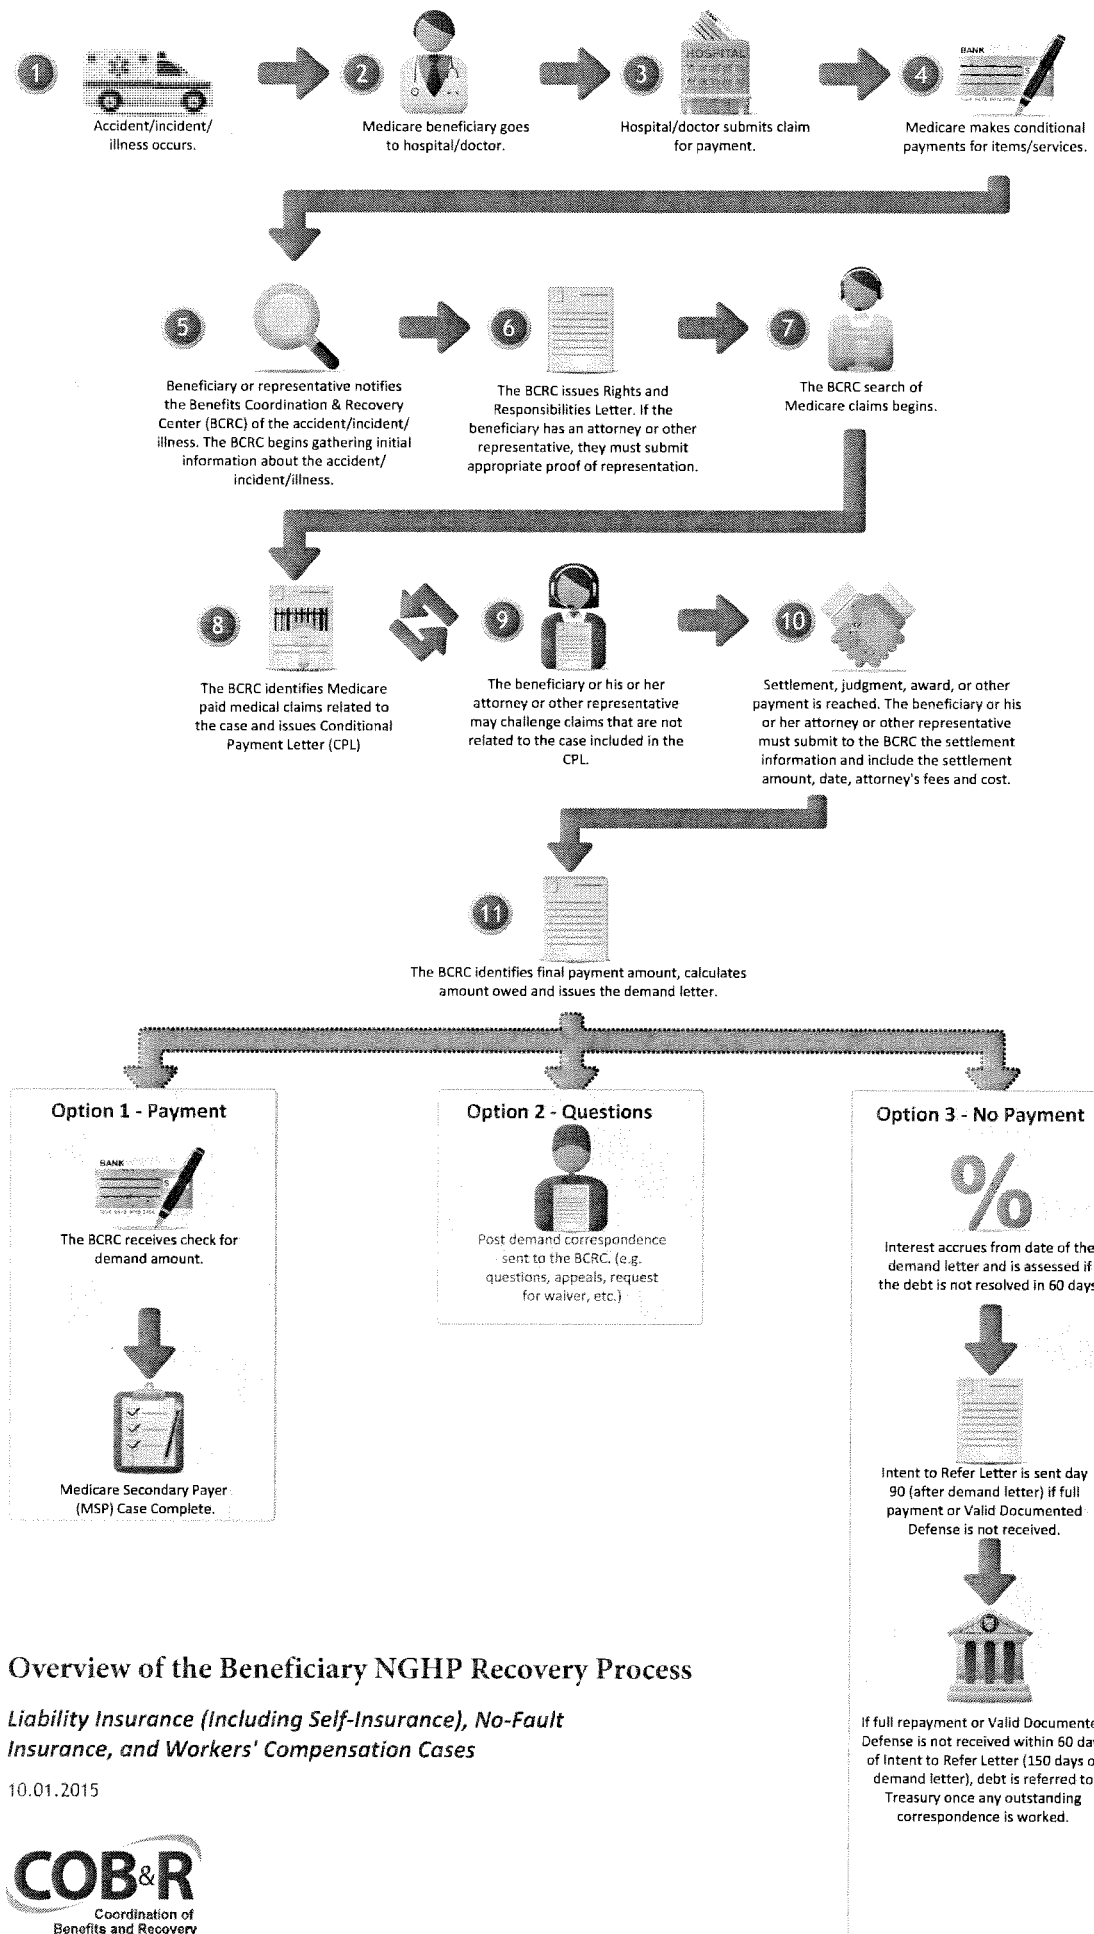 1
Accident/incident/
illness occurs.
2
Medicare beneficiary goes
to hospital/doctor.
HOSPITAL
3
Hospital/doctor submits claim
for payment.
BANK
4
Medicare makes conditional
payments for items/services.
5
Beneficiary or representative notifies
the Benefits Coordination & Recovery
Center (BCRC) of the accident/incident/
illness. The BCRC begins gathering initial
information about the accident/
incident/illness.
6
The BCRC issues Rights and
Responsibilities Letter. If the
beneficiary has an attorney or other
representative, they must submit
appropriate proof of representation.
7
The BCRC search of
Medicare claims begins.
8
The BCRC identifies Medicare
paid medical claims related to
the case and issues Conditional
Payment Letter (CPL)
9
The beneficiary or his or her
attorney or other representative
may challenge claims that are not
related to the case included in the
CPL.
10
Settlement, judgment, award, or other
payment is reached. The beneficiary or his
or her attorney or other representative
must submit to the BCRC the settlement
information and include the settlement
amount, date, attorney's fees and cost.
11
The BCRC identifies final payment amount, calculates
amount owed and issues the demand letter.
Option 1 - Payment
BANK
The BCRC receives check for
demand amount.
Medicare Secondary Payer
(MSP) Case Complete.
Option 2 - Questions
Post demand correspondence
sent to the BCRC. (e.g.
questions, appeals, request
for waiver, etc.)
Option 3 - No Payment
%
Interest accrues from date of the
demand letter and is assessed if
the debt is not resolved in 60 days
Intent to Refer Letter is sent day
90 (after demand letter) if full
payment or Valid Documented
Defense is not received.
If full repayment or Valid Documente
Defense is not received within 60 da
of Intent to Refer Letter (150 days o
demand letter), debt is referred to
Treasury once any outstanding
correspondence is worked.
Overview of the Beneficiary NGHP Recovery Process
Liability Insurance (Including Self-Insurance), No-Fault
Insurance, and Workers' Compensation Cases
10.01.2015
COB&R
Coordination of
Benefits and Recovery